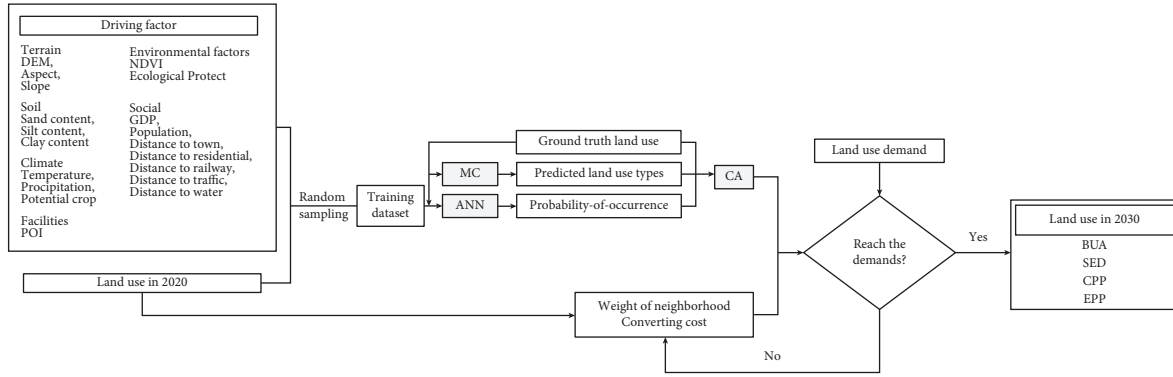 Driving factor
Terrain
DEM,
Aspect,
Slope
Soil
Sand content,
Silt content,
Clay content
Climate
Temperature,
Procipitation,
Potential crop
Facilities
POI
Environmental factors
NDVI
Ecological Protect
Social
GDP,
Population,
Distance to town,
Distance to residential,
Distance to railway,
Distance to traffic,
Distance to water
Land use in 2020
Random
sampling
Training
dataset
MC
ANN
Ground truth land use
Predicted land use types
Probability-of-occurrence
CA
Weight of neighborhood
Converting cost
Land use demand
Reach the
demands?
Yes
No
Land use in 2030
BUA
SED
CPP
EPP